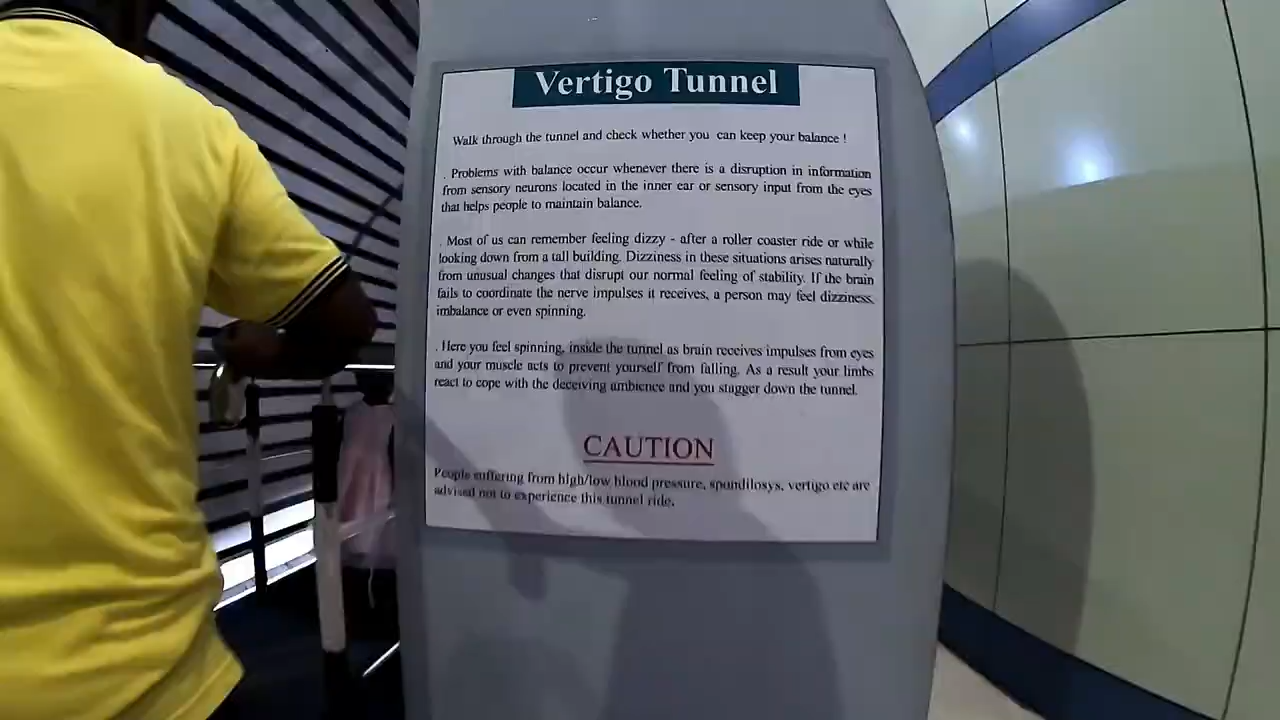 Vertigo Tunnel
Walk through the tunnel and check whether you can keep your balance !
. Problems with balance occur whenever there is a disruption in information
from sensory neurons located in the inner ear or sensory input from the eyes
that helps people to maintain balance.
. Most of us can remember feeling dizzy - after a roller coaster ride or while
looking down from a tall building. Dizziness in these situations arises naturally
from unusual changes that disrupt our normal feeling of stability. If the brain
fails to coordinate the nerve impulses it receives, a person may feel dizziness,
imbalance or even spinning.
. Here you feel spinning, inside the tunnel as brain receives impulses from eyes
and your muscle acts to prevent yourself from falling. As a result your limbs
react to cope with the deceiving ambience and you stagger down the tunnel.
CAUTION
People suffering from high/low blood pressure, spondilosys, vertigo etc are
advised not to experience this tunnel ride.